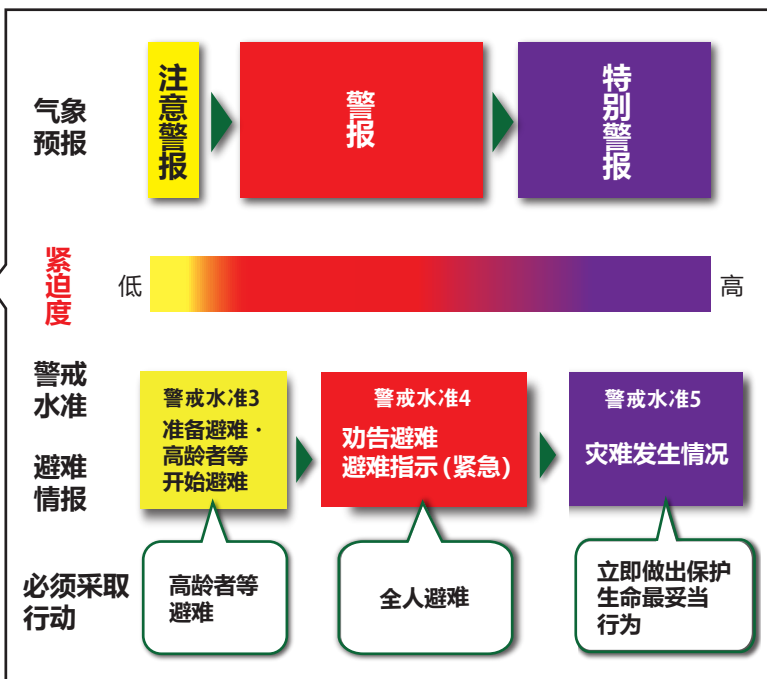 气象
预报
注意警报
警报
特别警报
紧迫度
低
高
警戒
水准
避难
情报
警戒水准3
准备避难・
高龄者等
开始避难
警戒水准4
劝告避难
避难指示(紧急)
警戒水准5
灾难发生情况
必须采取
行动
高龄者等
避难
全人避难
立即做出保护
生命最妥当
行为